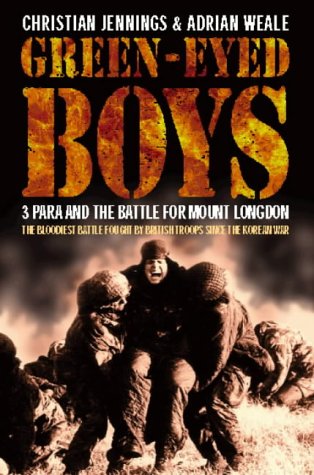 CHRISTIAN JENNINGS & ADRIAN WEALE
GREEN-EYED
BOYS
3 PARA AND THE BATTLE FOR MOUNT LONGDON
THE BLOODIEST BATTLE FOUGHT BY BRITISH TROOPS SINCE THE KOREAN WAR